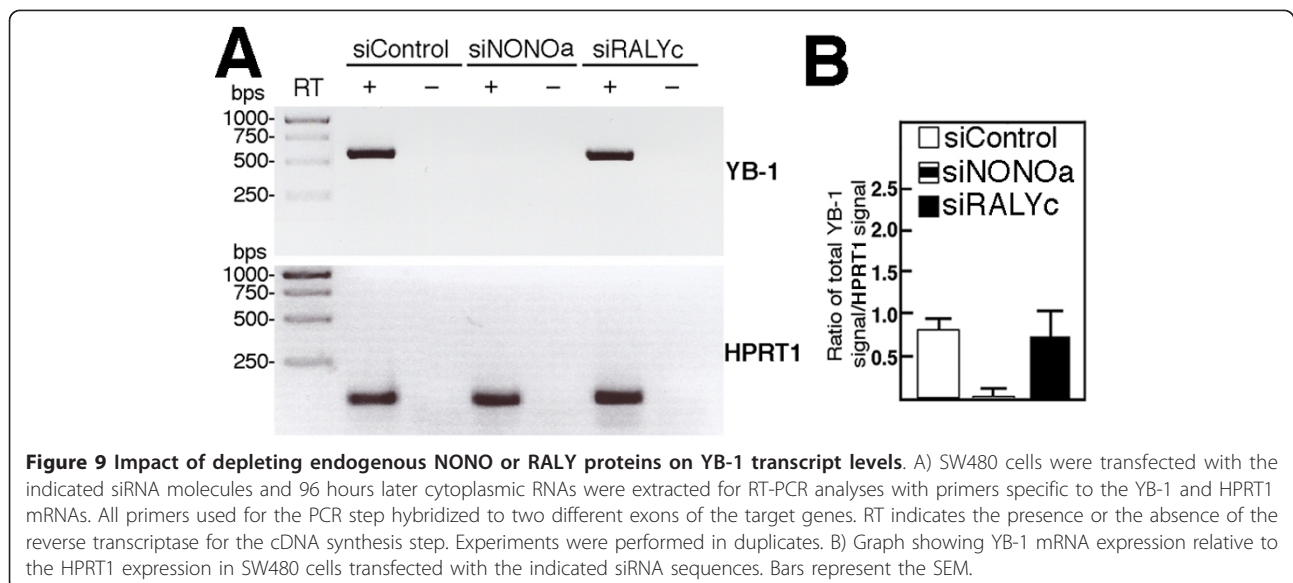 A
siControl siNONOa siRALYc
RT + − + − + −
bps
1000-
750-
500-
250-
YB-1
bps
1000-
750-
500-
250-
HPRT1
B
Ratio of total YB-1
signal/HPRT1 signal
siControl
siNONOa
siRALYc
2.5
2.0
1.5
1.0
0.5
Figure 9 Impact of depleting endogenous NONO or RALY proteins on YB-1 transcript levels. A) SW480 cells were transfected with the
indicated siRNA molecules and 96 hours later cytoplasmic RNAs were extracted for RT-PCR analyses with primers specific to the YB-1 and HPRT1
mRNAs. All primers used for the PCR step hybridized to two different exons of the target genes. RT indicates the presence or the absence of the
reverse transcriptase for the cDNA synthesis step. Experiments were performed in duplicates. B) Graph showing YB-1 mRNA expression relative to
the HPRT1 expression in SW480 cells transfected with the indicated siRNA sequences. Bars represent the SEM.